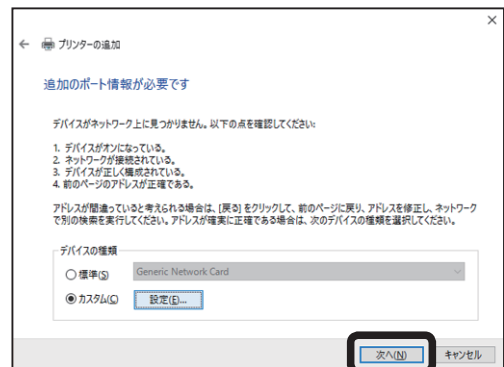 プリンターの追加
追加のポート情報が必要です
デバイスがネットワーク上に見つかりません。以下の点を確認してください:
1. デバイスがオンになっている。
2. ネットワークが接続されている。
3. デバイスが正しく構成されている。
4. 前のページのアドレスが正確である。
アドレスが間違っていると考えられる場合は、[戻る] をクリックして、前のページに戻り、アドレスを修正し、ネットワーク
で別の検索を実行してください。アドレスが確実に正確である場合は、次のデバイスの種類を選択してください。
デバイスの種類
標準(S) Generic Network Card
カスタム(C) 設定(E)...
次へ(N) キャンセル